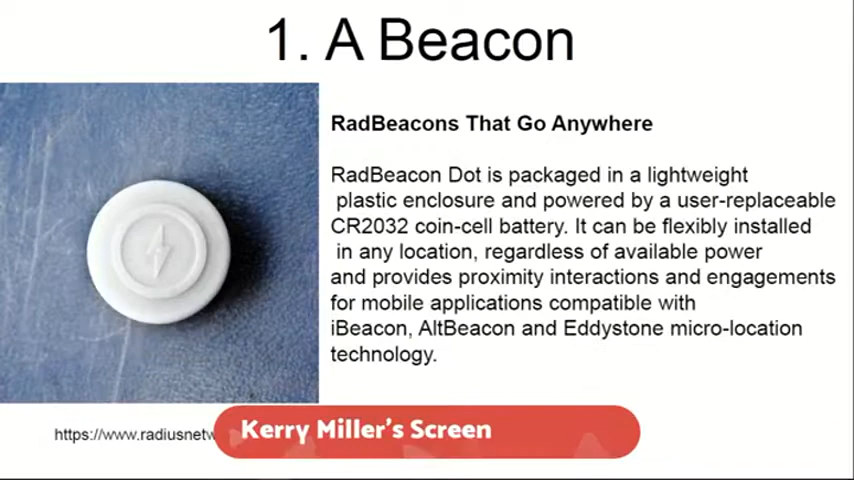 1. A Beacon
RadBeacons That Go Anywhere
RadBeacon Dot is packaged in a lightweight
plastic enclosure and powered by a user-replaceable
CR2032 coin-cell battery. It can be flexibly installed
in any location, regardless of available power
and provides proximity interactions and engagements
for mobile applications compatible with
iBeacon, AltBeacon and Eddystone micro-location
technology.
https://www.radiusnetw
Kerry Miller's Screen